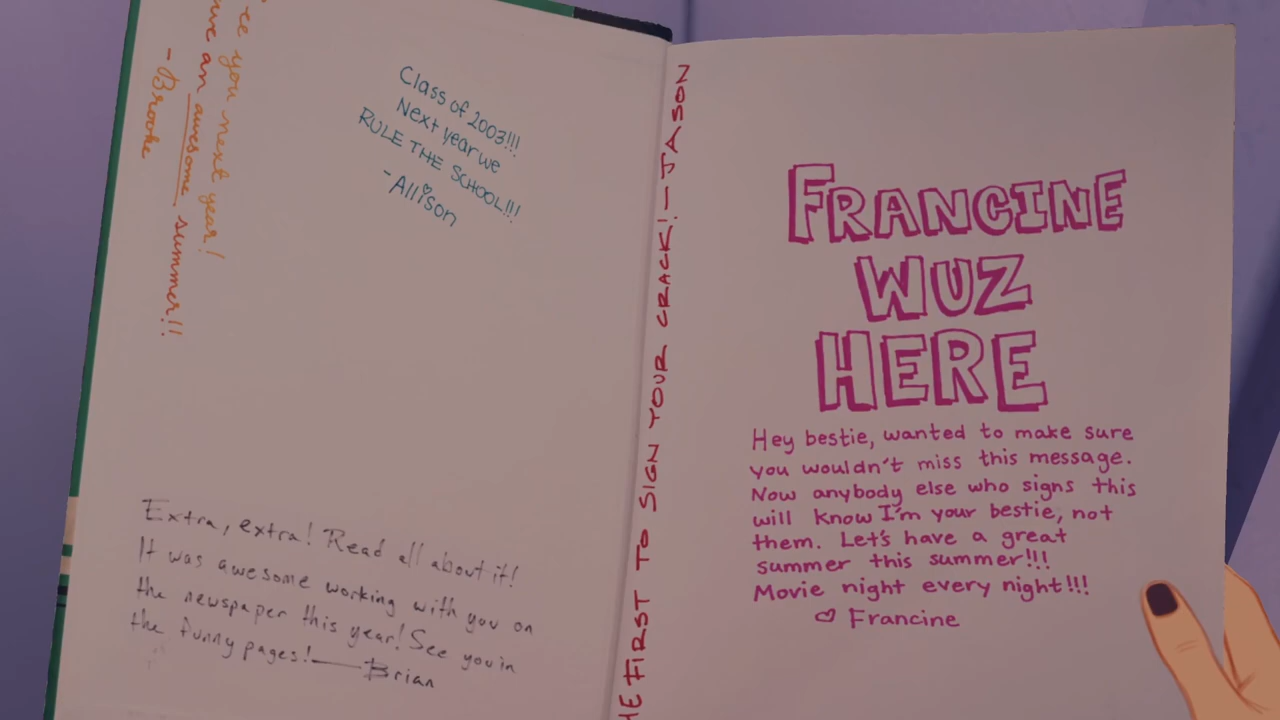 you next year!
an awesome summer!!
- Brooke
Class of 2003!!!
Next year we
RULE THE SCHOOL!!!
-Allison
Extra, extra! Read all about it!
It was awesome working with you on
the newspaper this year! See you in
the funny pages!—Brian
FIRST TO SIGN YOUR CRACK!—JASON
FRANCINE
WUZ
HERE
Hey bestie, wanted to make sure
you wouldn't miss this message.
Now anybody else who signs this
will know I'm your bestie, not
them. Let's have a great
summer this summer!!!
Movie night every night!!!
♡ Francine